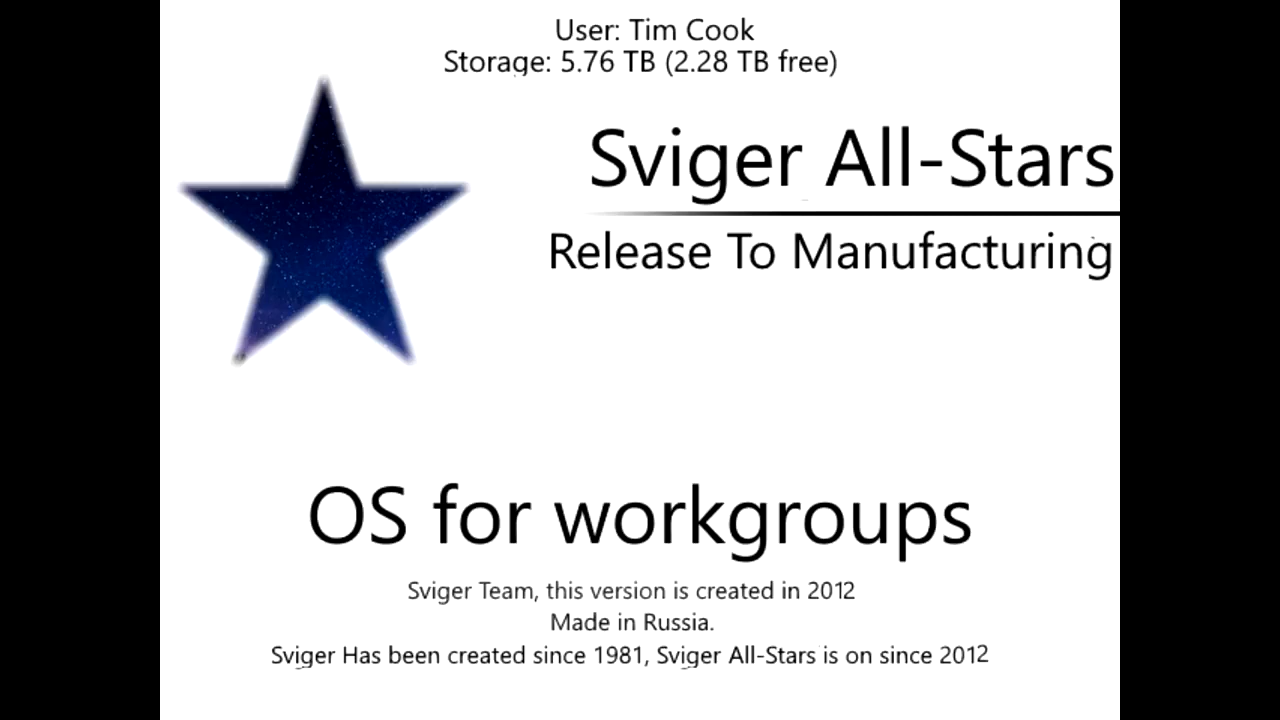 User: Tim Cook
Storage: 5.76 TB (2.28 TB free)
Sviger All-Stars
Release To Manufacturing
OS for workgroups
Sviger Team, this version is created in 2012
Made in Russia.
Sviger Has been created since 1981, Sviger All-Stars is on since 2012